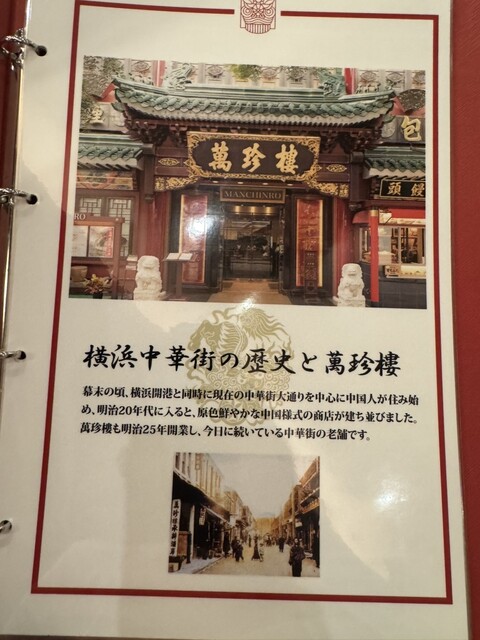 萬珍樓
MANCHINRO
包
頭饅
RO
横浜中華街の歴史と萬珍樓
幕末の頃、横浜開港と同時に現在の中華街大通りを中心に中国人が住み始
め、明治20年代に入ると、原色鮮やかな中国様式の商店が建ち並びました。
萬珍樓も明治25年開業し、今日に続いている中華街の老舗です。